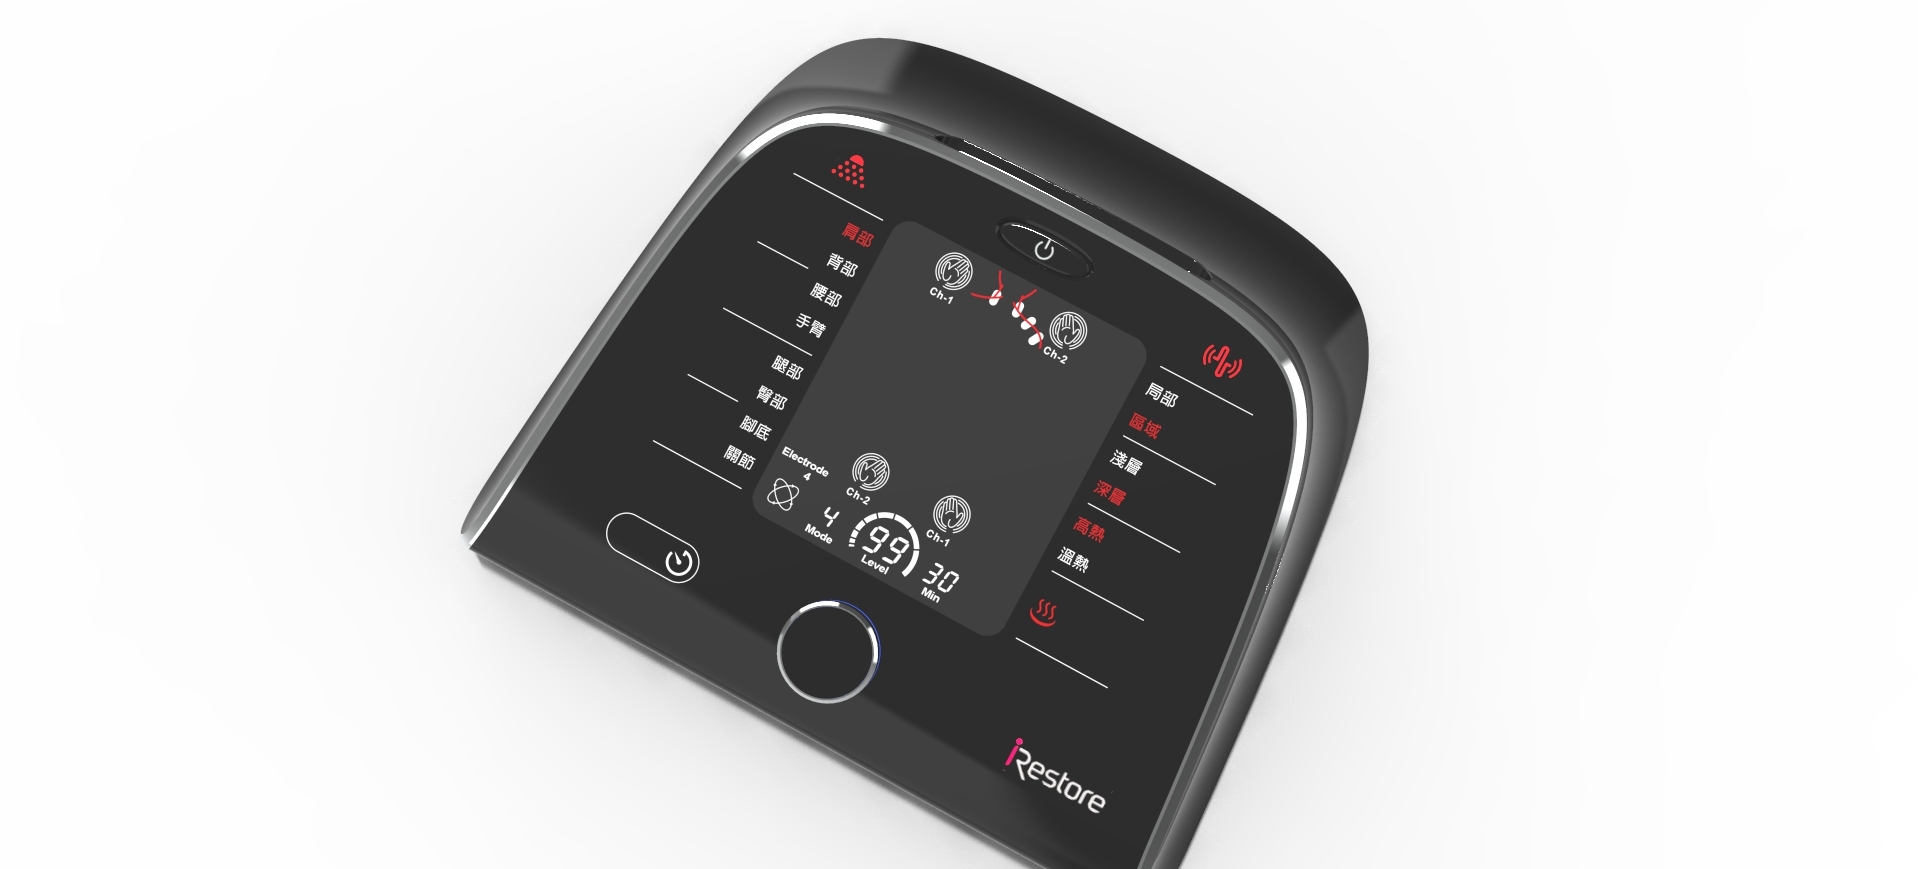 肩部
背部
腰部
手臂
腿部
臀部
腳底
關節
Ch-1
Ch-2
Electrode
4
4
Mode
Ch-2
99
Level
Ch-1
30
Min
局部
區域
淺層
深層
高熱
溫熱
iRestore